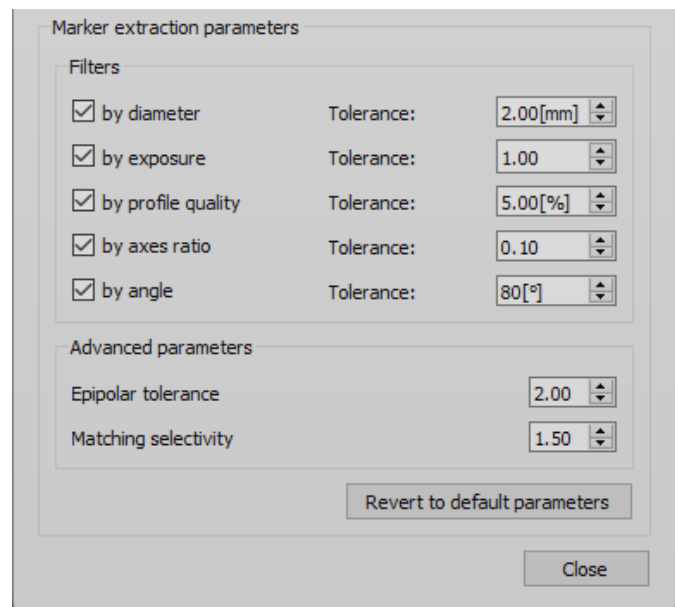 Marker extraction parameters
Filters
by diameter Tolerance: 2.00[mm]
by exposure Tolerance: 1.00
by profile quality Tolerance: 5.00[%]
by axes ratio Tolerance: 0.10
by angle Tolerance: 80[°]
Advanced parameters
Epipolar tolerance 2.00
Matching selectivity 1.50
Revert to default parameters
Close